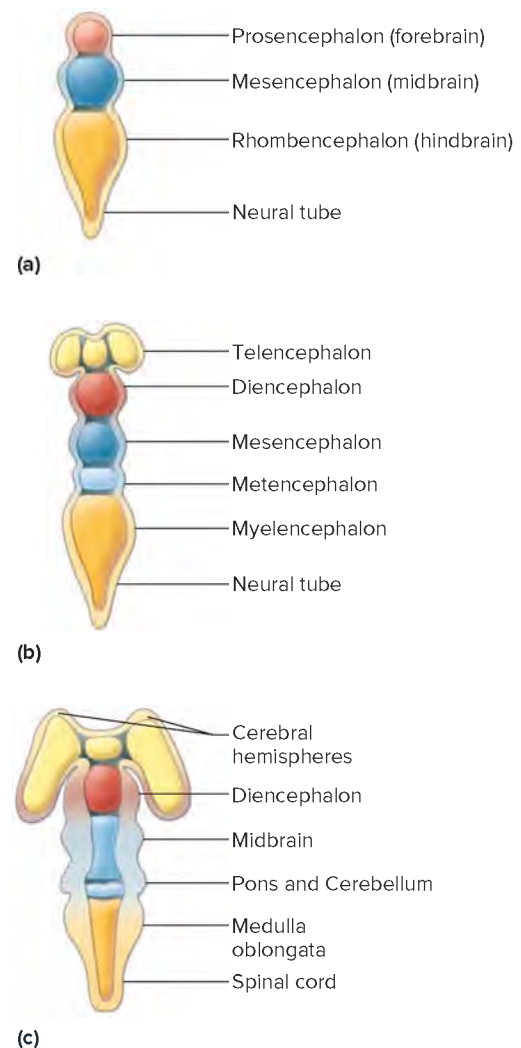 Prosencephalon (forebrain)
Mesencephalon (midbrain)
Rhombencephalon (hindbrain)
Neural tube
(a)
Telencephalon
Diencephalon
Mesencephalon
Metencephalon
Myelencephalon
Neural tube
(b)
Cerebral
hemispheres
Diencephalon
Midbrain
Pons and Cerebellum
Medulla
oblongata
Spinal cord
(c)